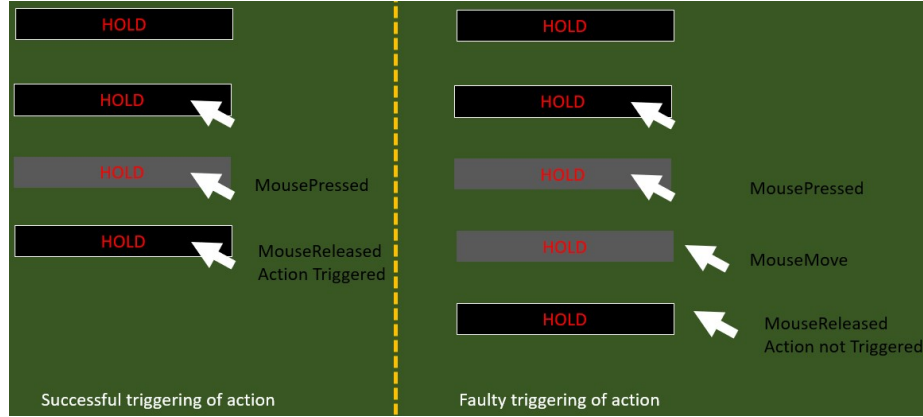 HOLD
HOLD
HOLD
MousePressed
HOLD
MouseReleased
Action Triggered
Successful triggering of action
HOLD
HOLD
HOLD
MousePressed
HOLD
MouseMove
HOLD
MouseReleased
Action not Triggered
Faulty triggering of action